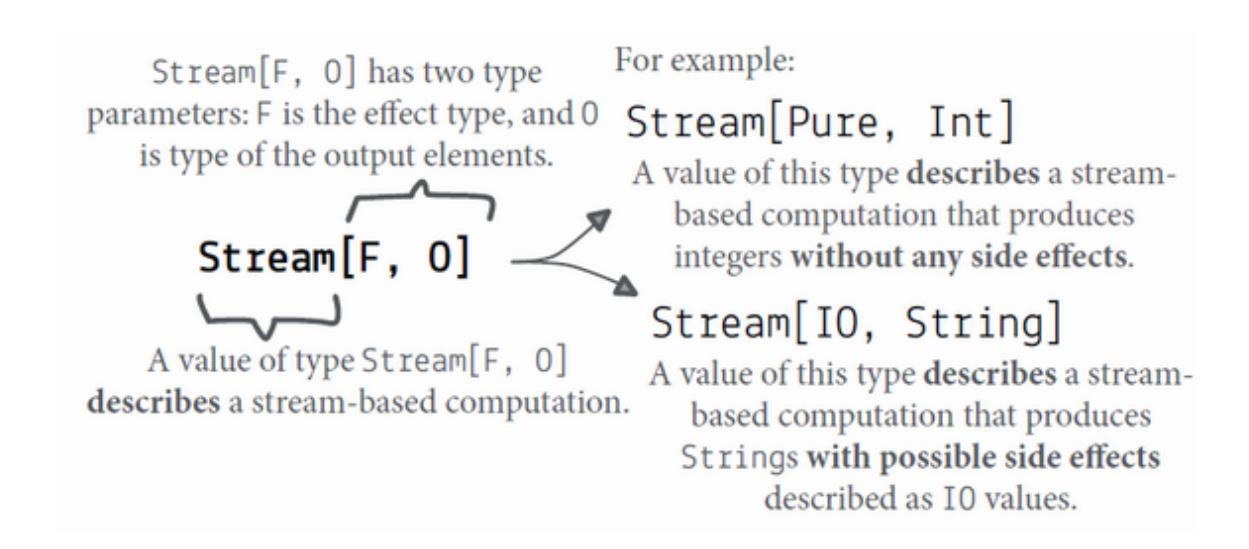 Stream[F, O] has two type
parameters: F is the effect type, and O
is type of the output elements.
Stream[F, O]
A value of type Stream[F, O]
describes a stream-based computation.
For example:
Stream[Pure, Int]
A value of this type describes a stream-
based computation that produces
integers without any side effects.
Stream[IO, String]
A value of this type describes a stream-
based computation that produces
Strings with possible side effects
described as IO values.